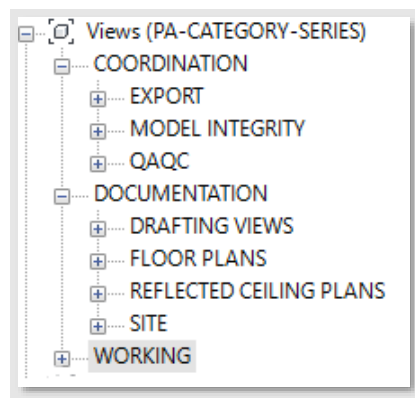 Views (PA-CATEGORY-SERIES)
COORDINATION
EXPORT
MODEL INTEGRITY
QAQC
DOCUMENTATION
DRAFTING VIEWS
FLOOR PLANS
REFLECTED CEILING PLANS
SITE
WORKING